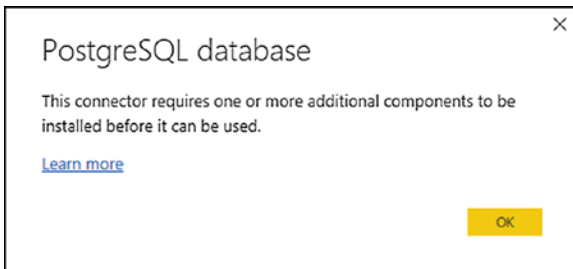 PostgreSQL database
This connector requires one or more additional components to be
installed before it can be used.
Learn more
OK